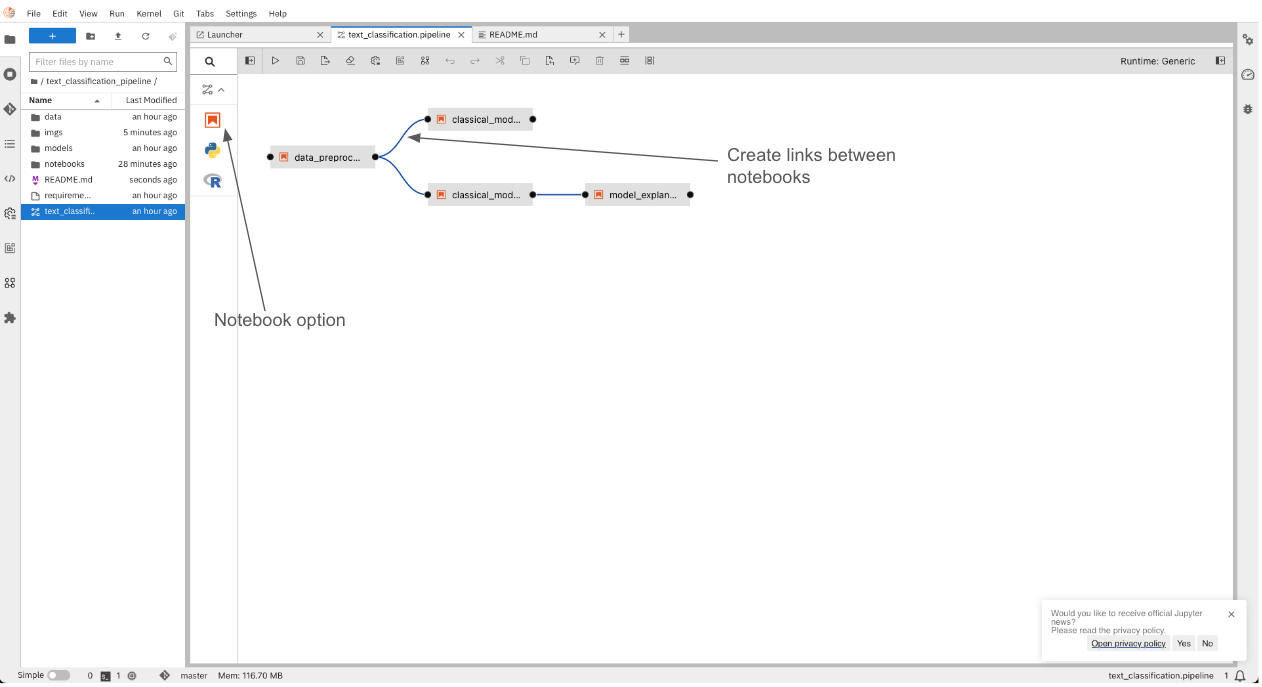 File Edit View Run Kernel Git Tabs Settings Help
Launcher text_classification.pipeline README.md
Filter files by name
Runtime: Generic
/ text_classification_pipeline /
Name Last Modified
data an hour ago
imgs 5 minutes ago
models an hour ago
notebooks 28 minutes ago
README.md seconds ago
requireme... an hour ago
text_classifi... an hour ago
classical_mod...
data_preproc...
classical_mod... model_explan...
Create links between
notebooks
Notebook option
Would you like to receive official Jupyter
news?
Please read the privacy policy.
Open privacy policy Yes No
Simple 0 1 master Mem: 116.70 MB text_classification.pipeline 1